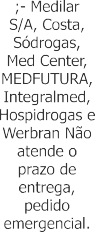 ;- Medilar
S/A, Costa,
Sódrogas,
Med Center,
MEDFUTURA,
Integralmed,
Hospidrogas e
Werbran Não
atende o
prazo de
entrega,
pedido
emergencial.